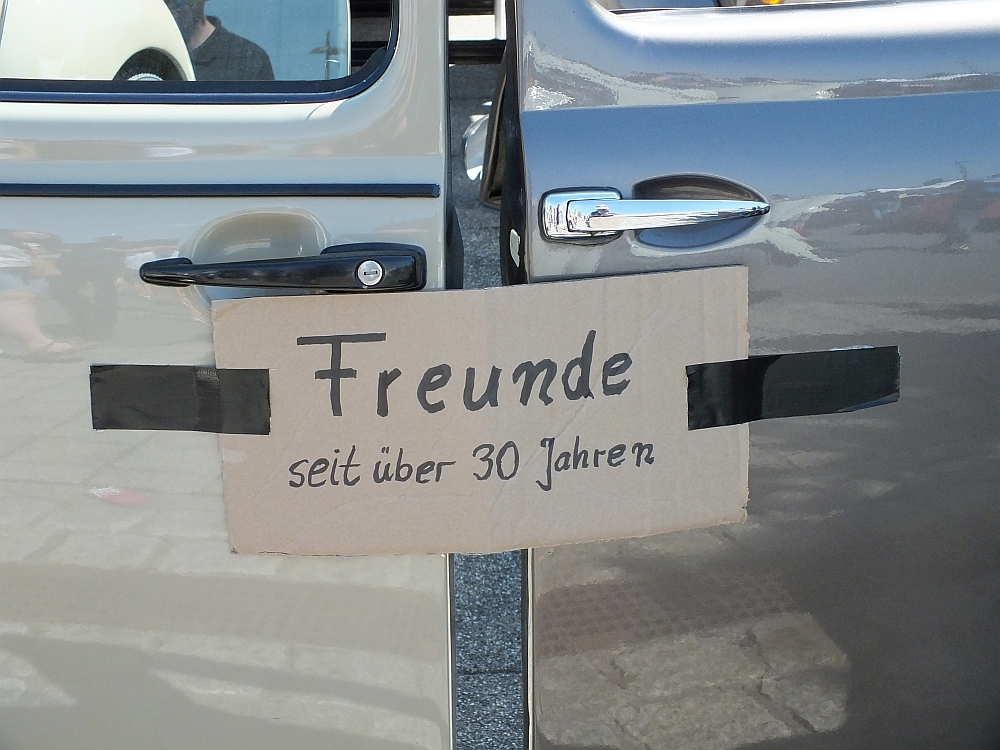 Freunde
seit über 30 Jahren